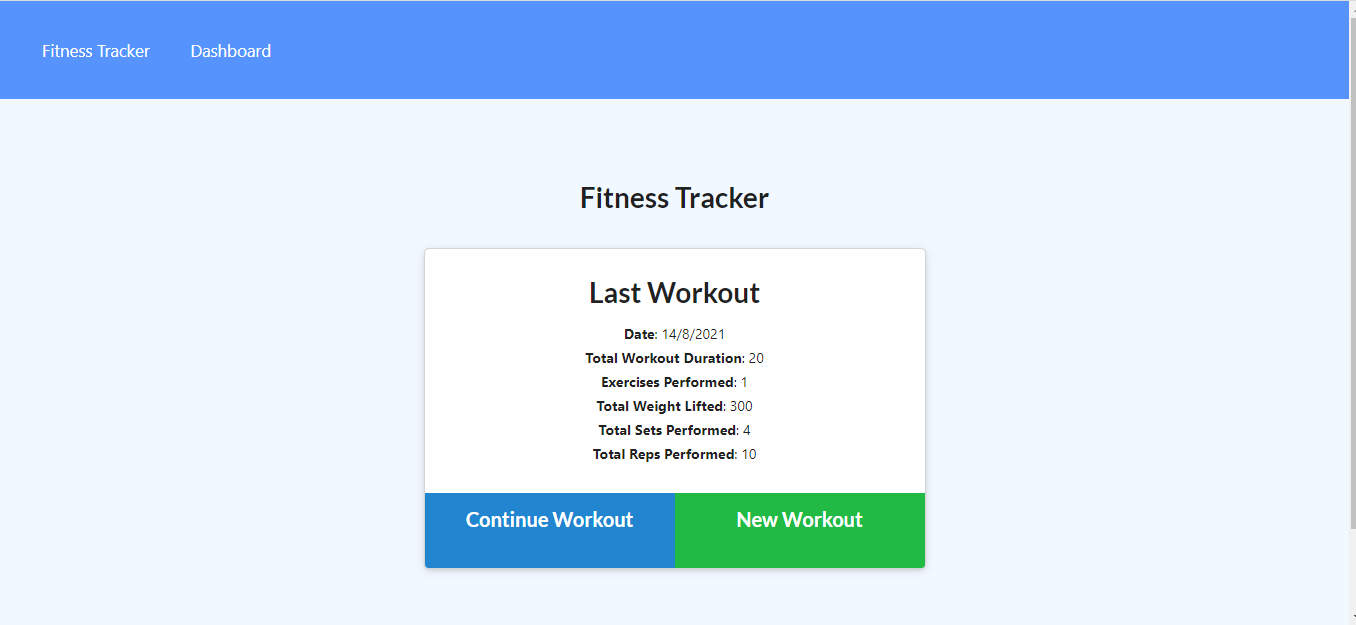 Fitness Tracker Dashboard
Fitness Tracker
Last Workout
Date: 14/8/2021
Total Workout Duration: 20
Exercises Performed: 1
Total Weight Lifted: 300
Total Sets Performed: 4
Total Reps Performed: 10
Continue Workout New Workout